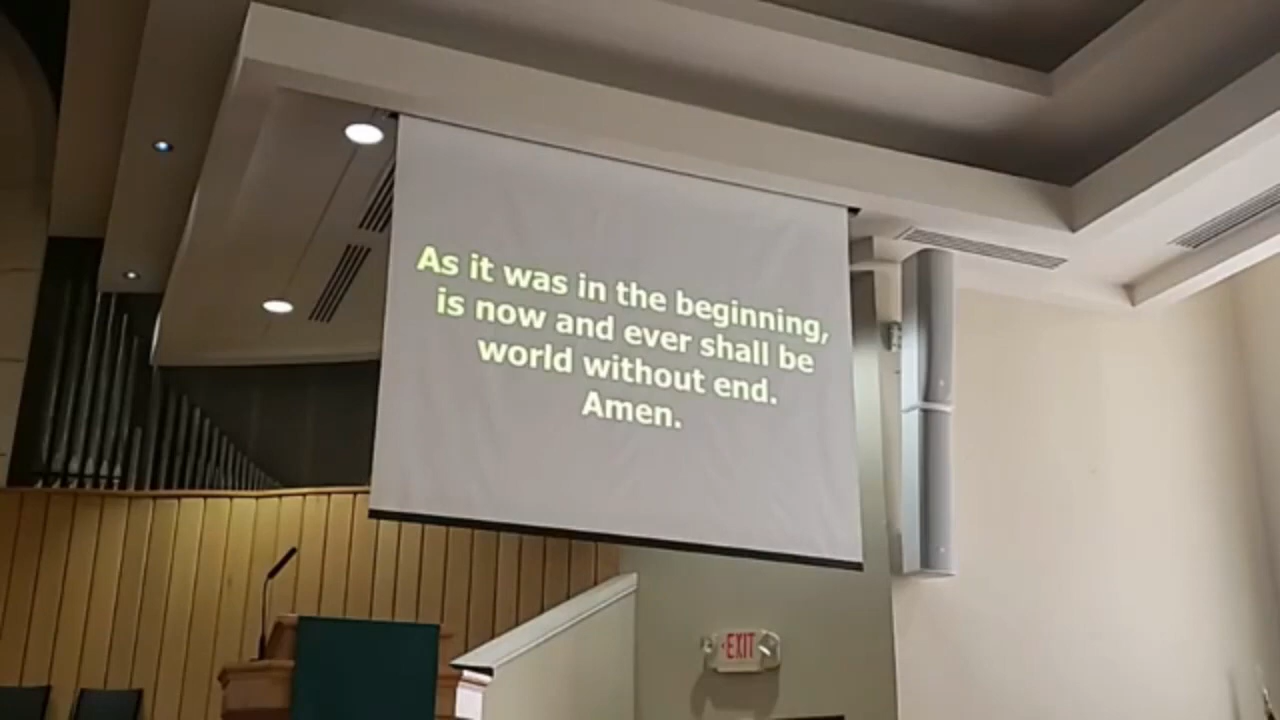 As it was in the beginning,
is now and ever shall be
world without end.
Amen.
EXIT